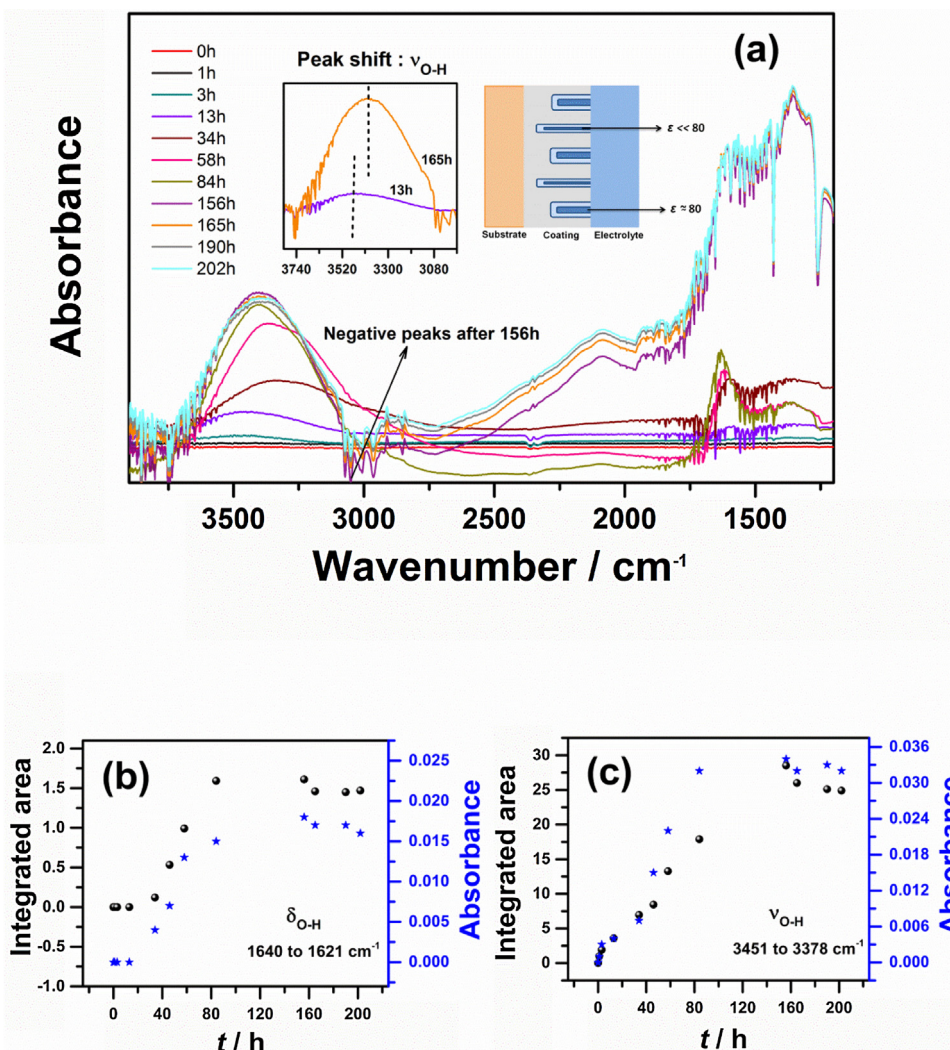 (a)
Absorbance
0h
1h
3h
13h
34h
58h
84h
156h
165h
190h
202h
Peak shift : νO-H
165h
13h
3740 3520 3300 3080
ε << 80
ε ≈ 80
Substrate Coating Electrolyte
Negative peaks after 156h
3500 3000 2500 2000 1500
Wavenumber / cm-1
(b)
Integrated area
2.0
1.5
1.0
0.5
0.0
-0.5
-1.0
0.025
0.020
0.015
0.010
0.005
0.000
Absorbance
δO-H
1640 to 1621 cm-1
0 40 80 120 160 200
t / h
(c)
Integrated area
30
25
20
15
10
5
0
0.036
0.030
0.024
0.018
0.012
0.006
0.000
νO-H
3451 to 3378 cm-1
0 40 80 120 160 200
t / h